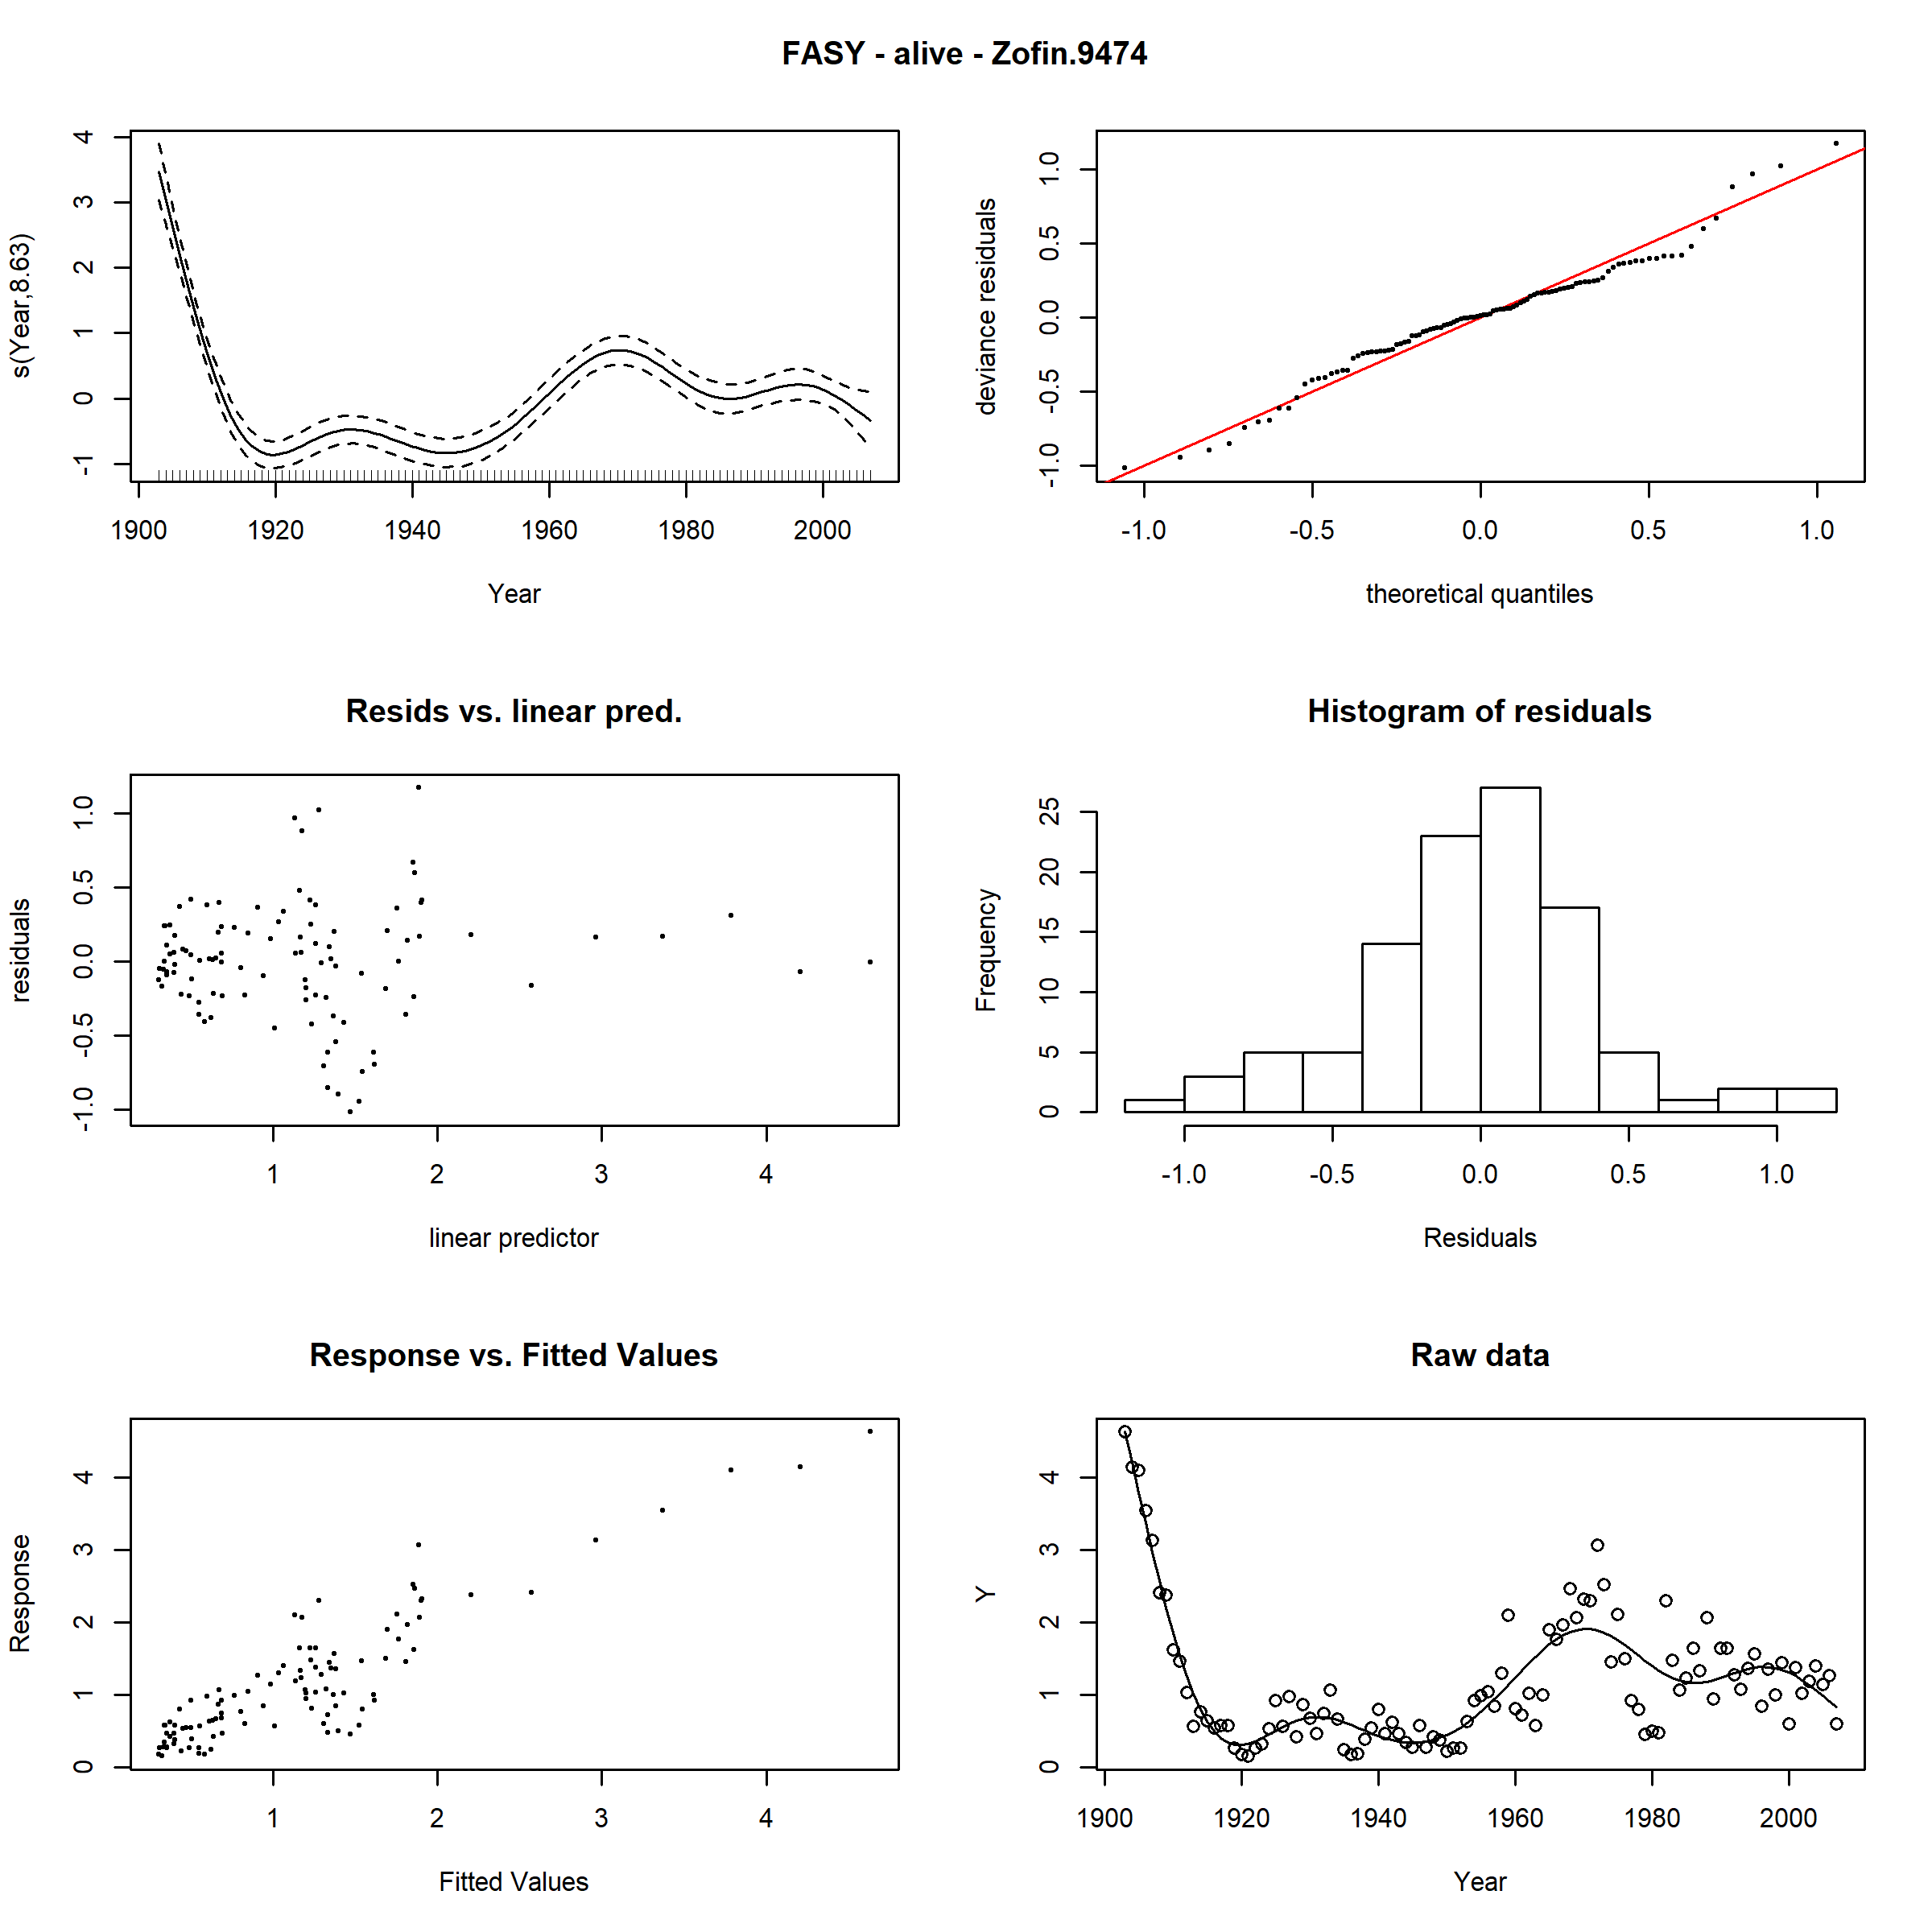 FASY - alive - Zofin.9474
s(Year,8.63)
-1 0 1 2 3 4
1900 1920 1940 1960 1980 2000
Year
deviance residuals
-1.0 -0.5 0.0 0.5 1.0
-1.0 -0.5 0.0 0.5 1.0
theoretical quantiles
Resids vs. linear pred.
residuals
-1.0 -0.5 0.0 0.5 1.0
1 2 3 4
linear predictor
Histogram of residuals
Frequency
0 5 10 15 20 25
-1.0 -0.5 0.0 0.5 1.0
Residuals
Response vs. Fitted Values
Response
0 1 2 3 4
1 2 3 4
Fitted Values
Raw data
Y
0 1 2 3 4
1900 1920 1940 1960 1980 2000
Year